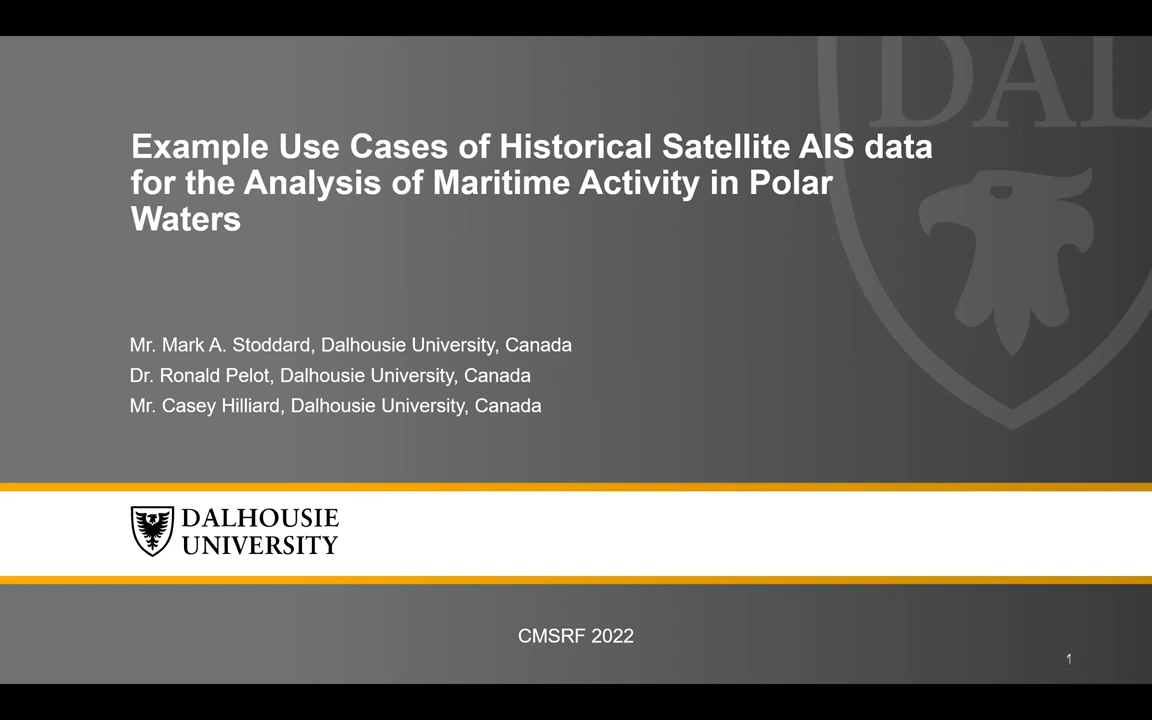 DAL
Example Use Cases of Historical Satellite AIS data
for the Analysis of Maritime Activity in Polar
Waters
Mr. Mark A. Stoddard, Dalhousie University, Canada
Dr. Ronald Pelot, Dalhousie University, Canada
Mr. Casey Hilliard, Dalhousie University, Canada
DALHOUSIE
UNIVERSITY
CMSRF 2022
1